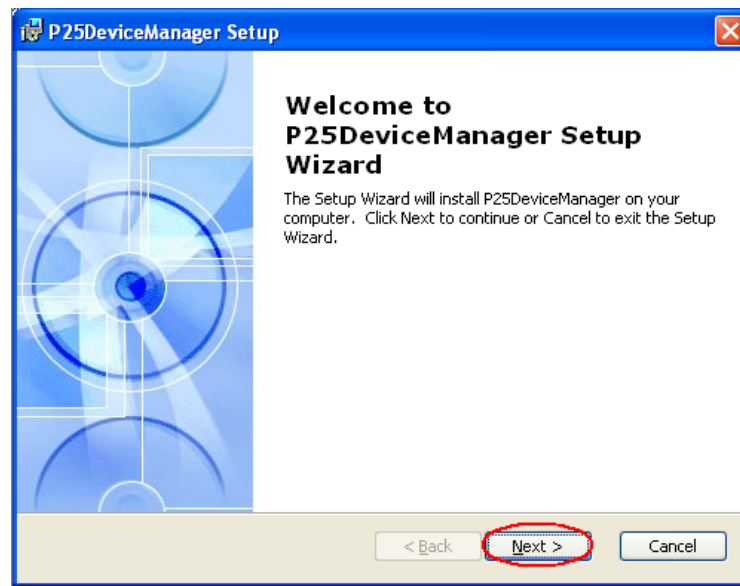 P25DeviceManager Setup
Welcome to
P25DeviceManager Setup
Wizard
The Setup Wizard will install P25DeviceManager on your
computer. Click Next to continue or Cancel to exit the Setup
Wizard.
< Back Next > Cancel